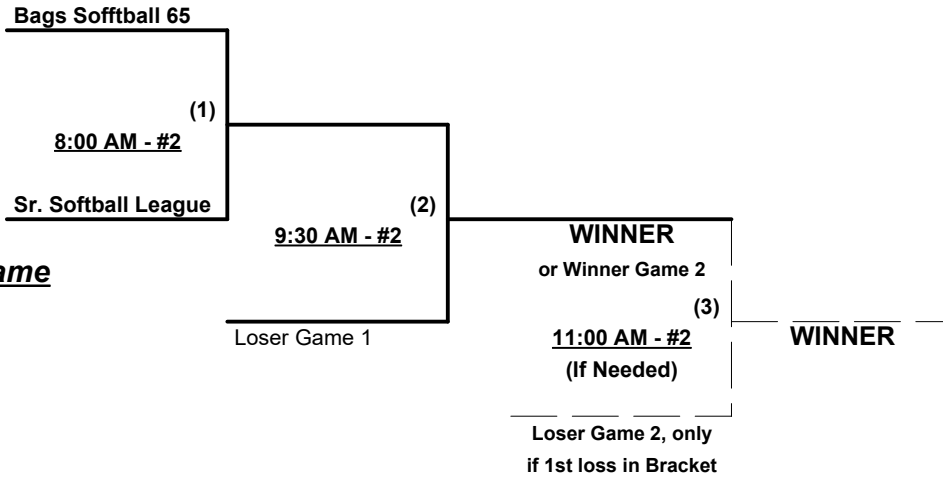 Bags Sofftball 65
(1)
8:00 AM - #2
Sr. Softball League
(2)
9:30 AM - #2
WINNER
or Winner Game 2
ame
(3)
Loser Game 1
11:00 AM - #2
WINNER
(If Needed)
Loser Game 2, only
if 1st loss in Bracket